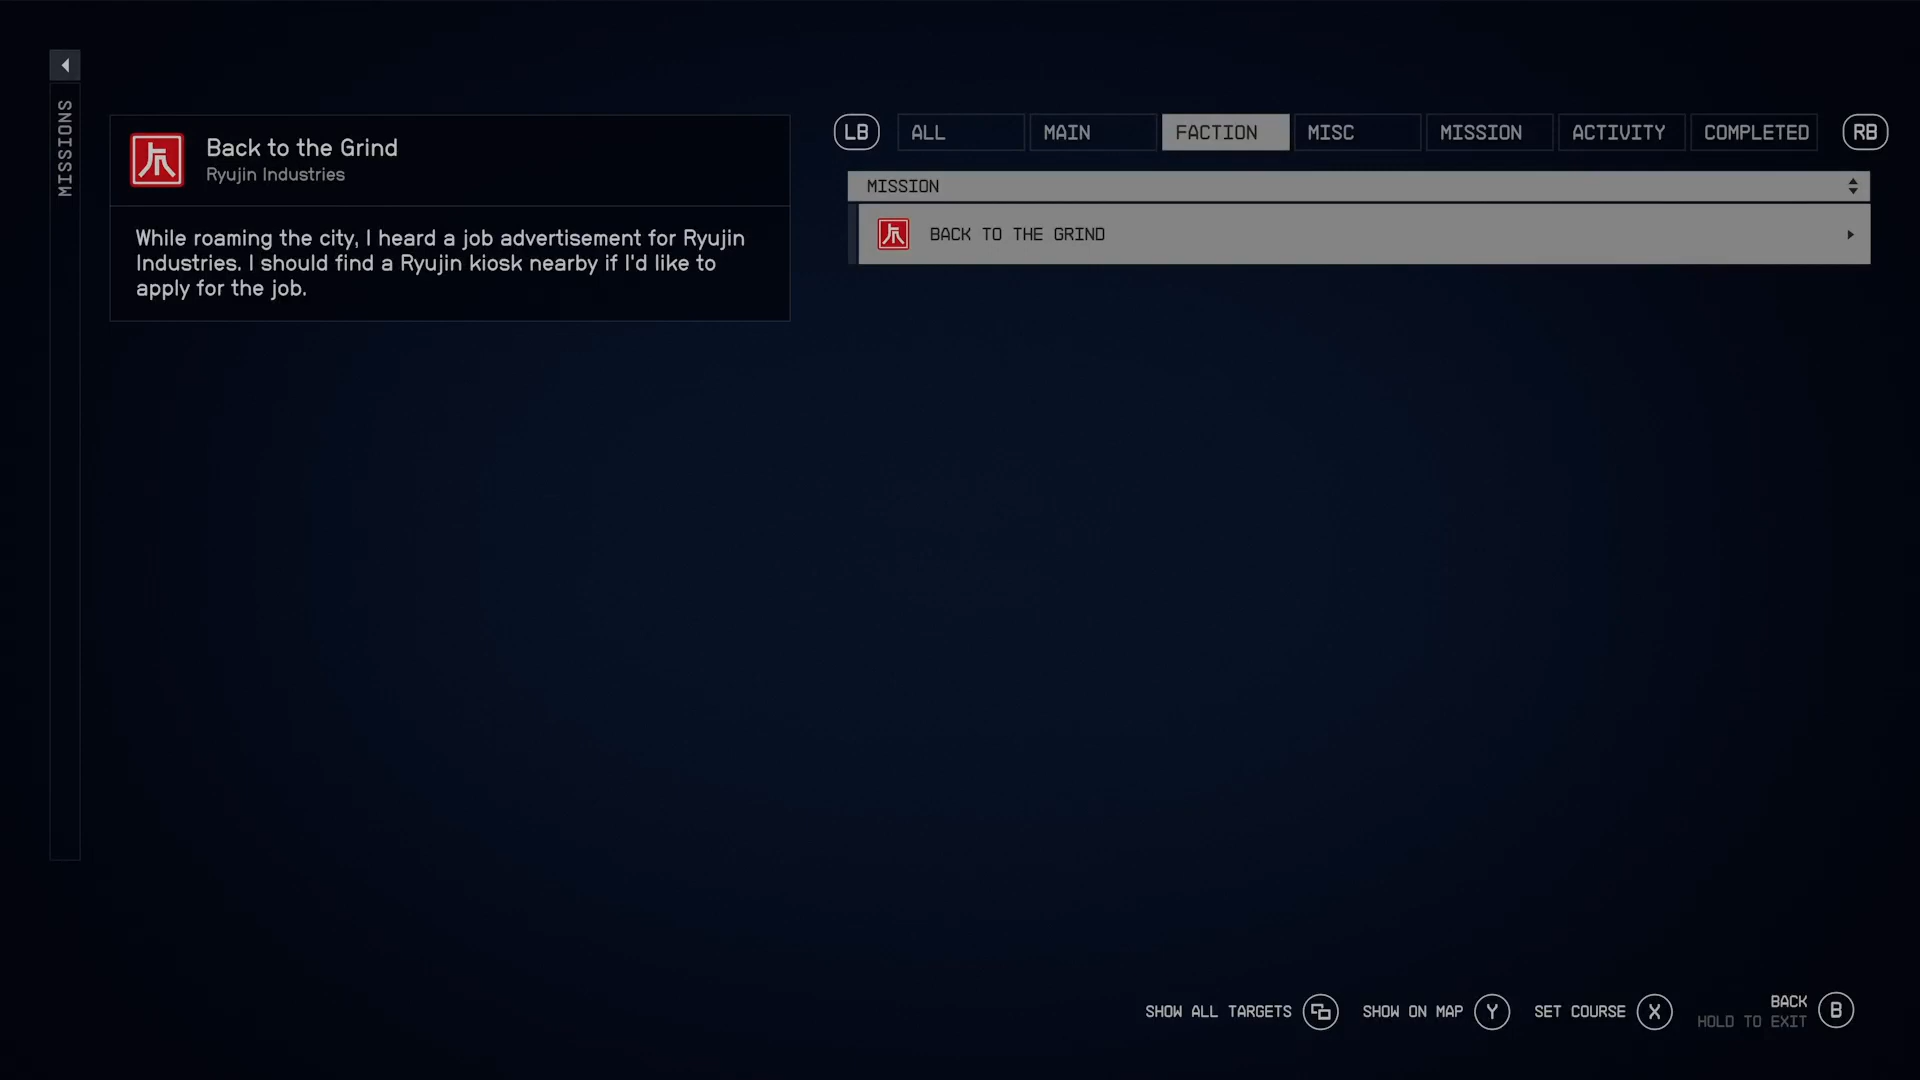 MISSIONS
Back to the Grind
Ryujin Industries
While roaming the city, I heard a job advertisement for Ryujin
Industries. I should find a Ryujin kiosk nearby if I'd like to
apply for the job.
LB ALL MAIN FACTION MISC MISSION ACTIVITY COMPLETED RB
MISSION
BACK TO THE GRIND
SHOW ALL TARGETS SHOW ON MAP Y SET COURSE X BACK B
HOLD TO EXIT